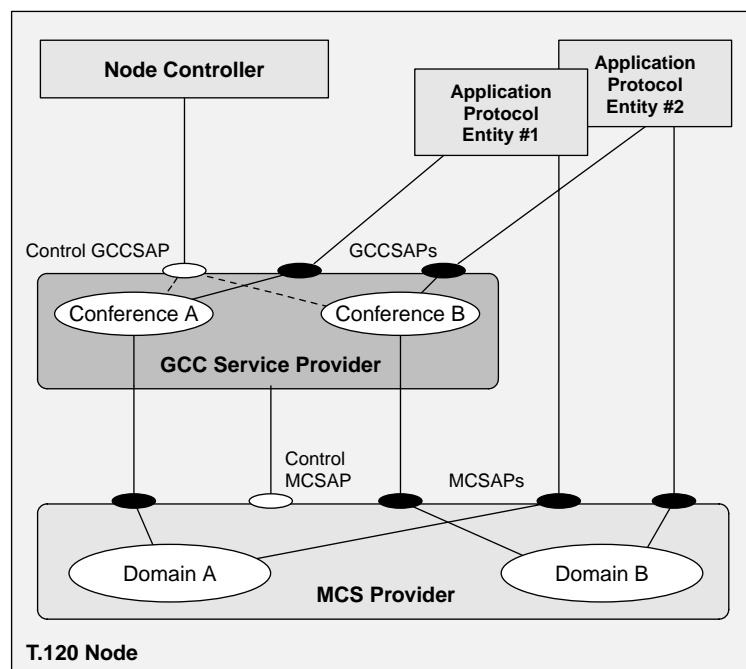 Node Controller
Application
Protocol
Entity #1
Application
Protocol
Entity #2
Control GCCSAP
GCCSAPs
Conference A
Conference B
GCC Service Provider
Control
MCSAP
MCSAPs
Domain A
Domain B
MCS Provider
T.120 Node